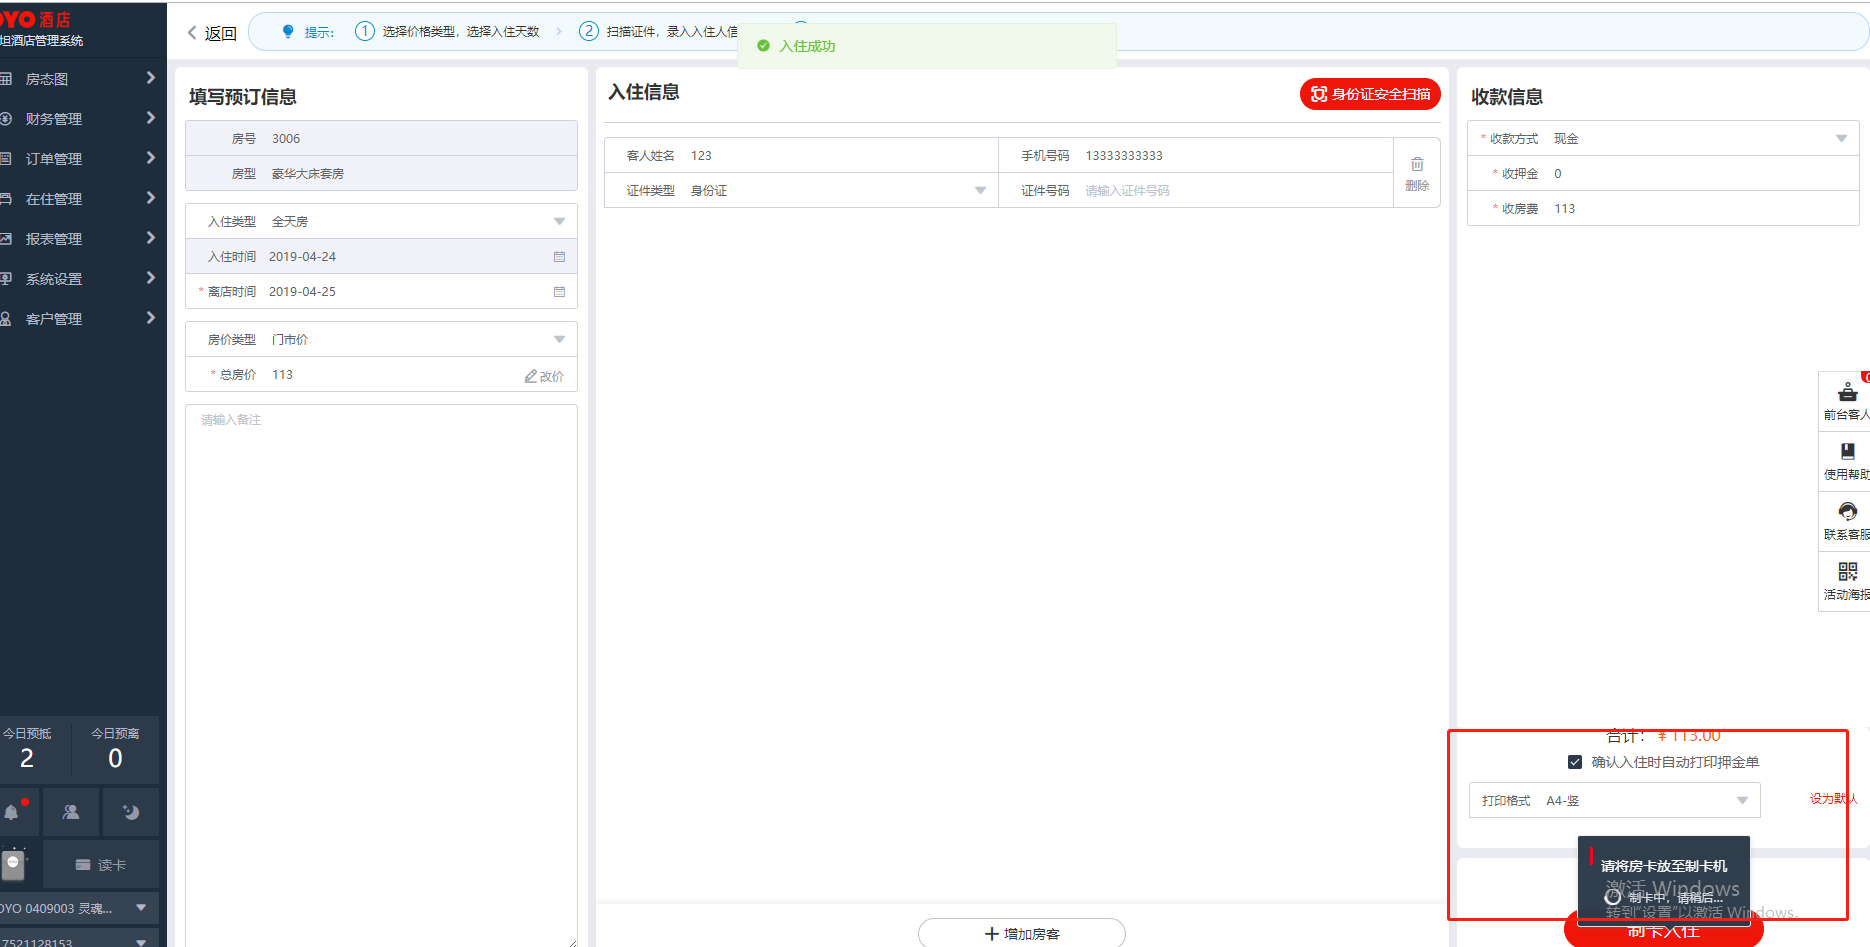 OYO 酒店
坦酒店管理系统
房态图
财务管理
订单管理
在住管理
报表管理
系统设置
客户管理
今日预抵
2
今日预离
0
读卡
OYO 0409003 灵魂...
17521128153
返回
提示：
1 选择价格类型，选择入住天数
2 扫描证件，录入入住人信
入住成功
填写预订信息
房号 3006
房型 豪华大床套房
入住类型 全天房
入住时间 2019-04-24
* 离店时间 2019-04-25
房价类型 门市价
* 总房价 113 改价
请输入备注
入住信息
身份证安全扫描
客人姓名 123
手机号码 13333333333
证件类型 身份证
证件号码 请输入证件号码
删除
增加房客
收款信息
* 收款方式 现金
* 收押金 0
* 收房费 113
前台客人
使用帮助
联系客服
活动海报
合计： ¥ 113.00
确认入住时自动打印押金单
打印格式 A4-竖
设为默认
请将房卡放至制卡机
制卡中，请稍后...
激活 Windows
转到"设置"以激活 Windows。
制卡入住